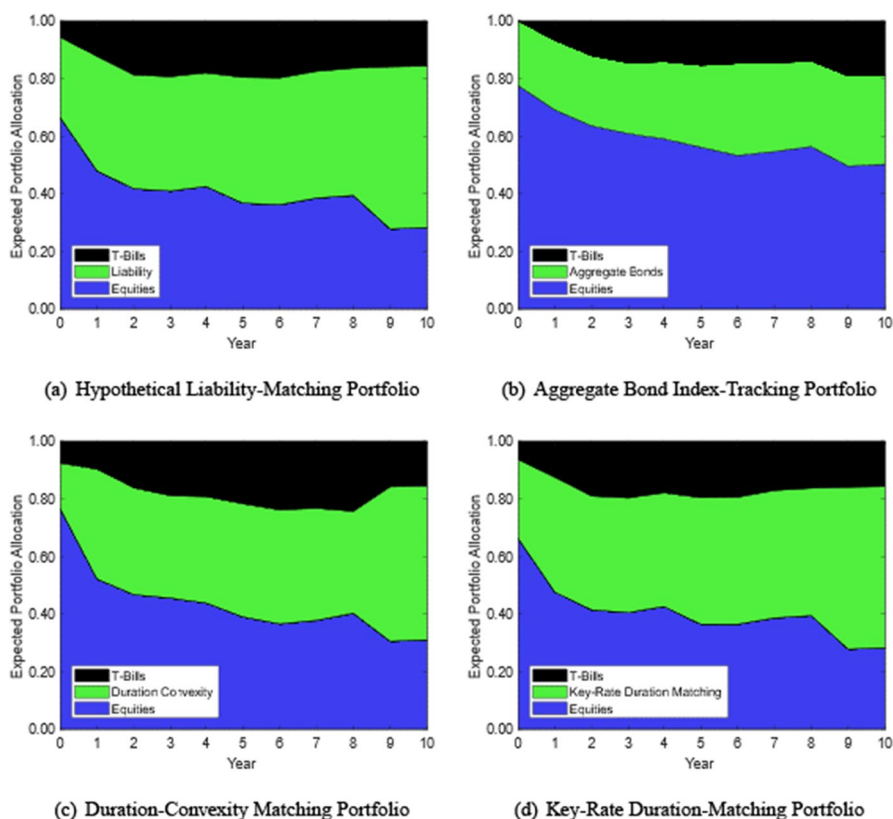 Expected Portfolio Allocation
1.00
0.80
0.60
0.40
0.20
0.00
T-Bills
Liability
Equities
0 1 2 3 4 5 6 7 8 9 10
Year
(a) Hypothetical Liability-Matching Portfolio
Expected Portfolio Allocation
1.00
0.80
0.60
0.40
0.20
0.00
T-Bills
Aggregate Bonds
Equities
0 1 2 3 4 5 6 7 8 9 10
Year
(b) Aggregate Bond Index-Tracking Portfolio
Expected Portfolio Allocation
1.00
0.80
0.60
0.40
0.20
0.00
T-Bills
Duration Convexity
Equities
0 1 2 3 4 5 6 7 8 9 10
Year
(c) Duration-Convexity Matching Portfolio
Expected Portfolio Allocation
1.00
0.80
0.60
0.40
0.20
0.00
T-Bills
Key-Rate Duration Matching
Equities
0 1 2 3 4 5 6 7 8 9 10
Year
(d) Key-Rate Duration-Matching Portfolio